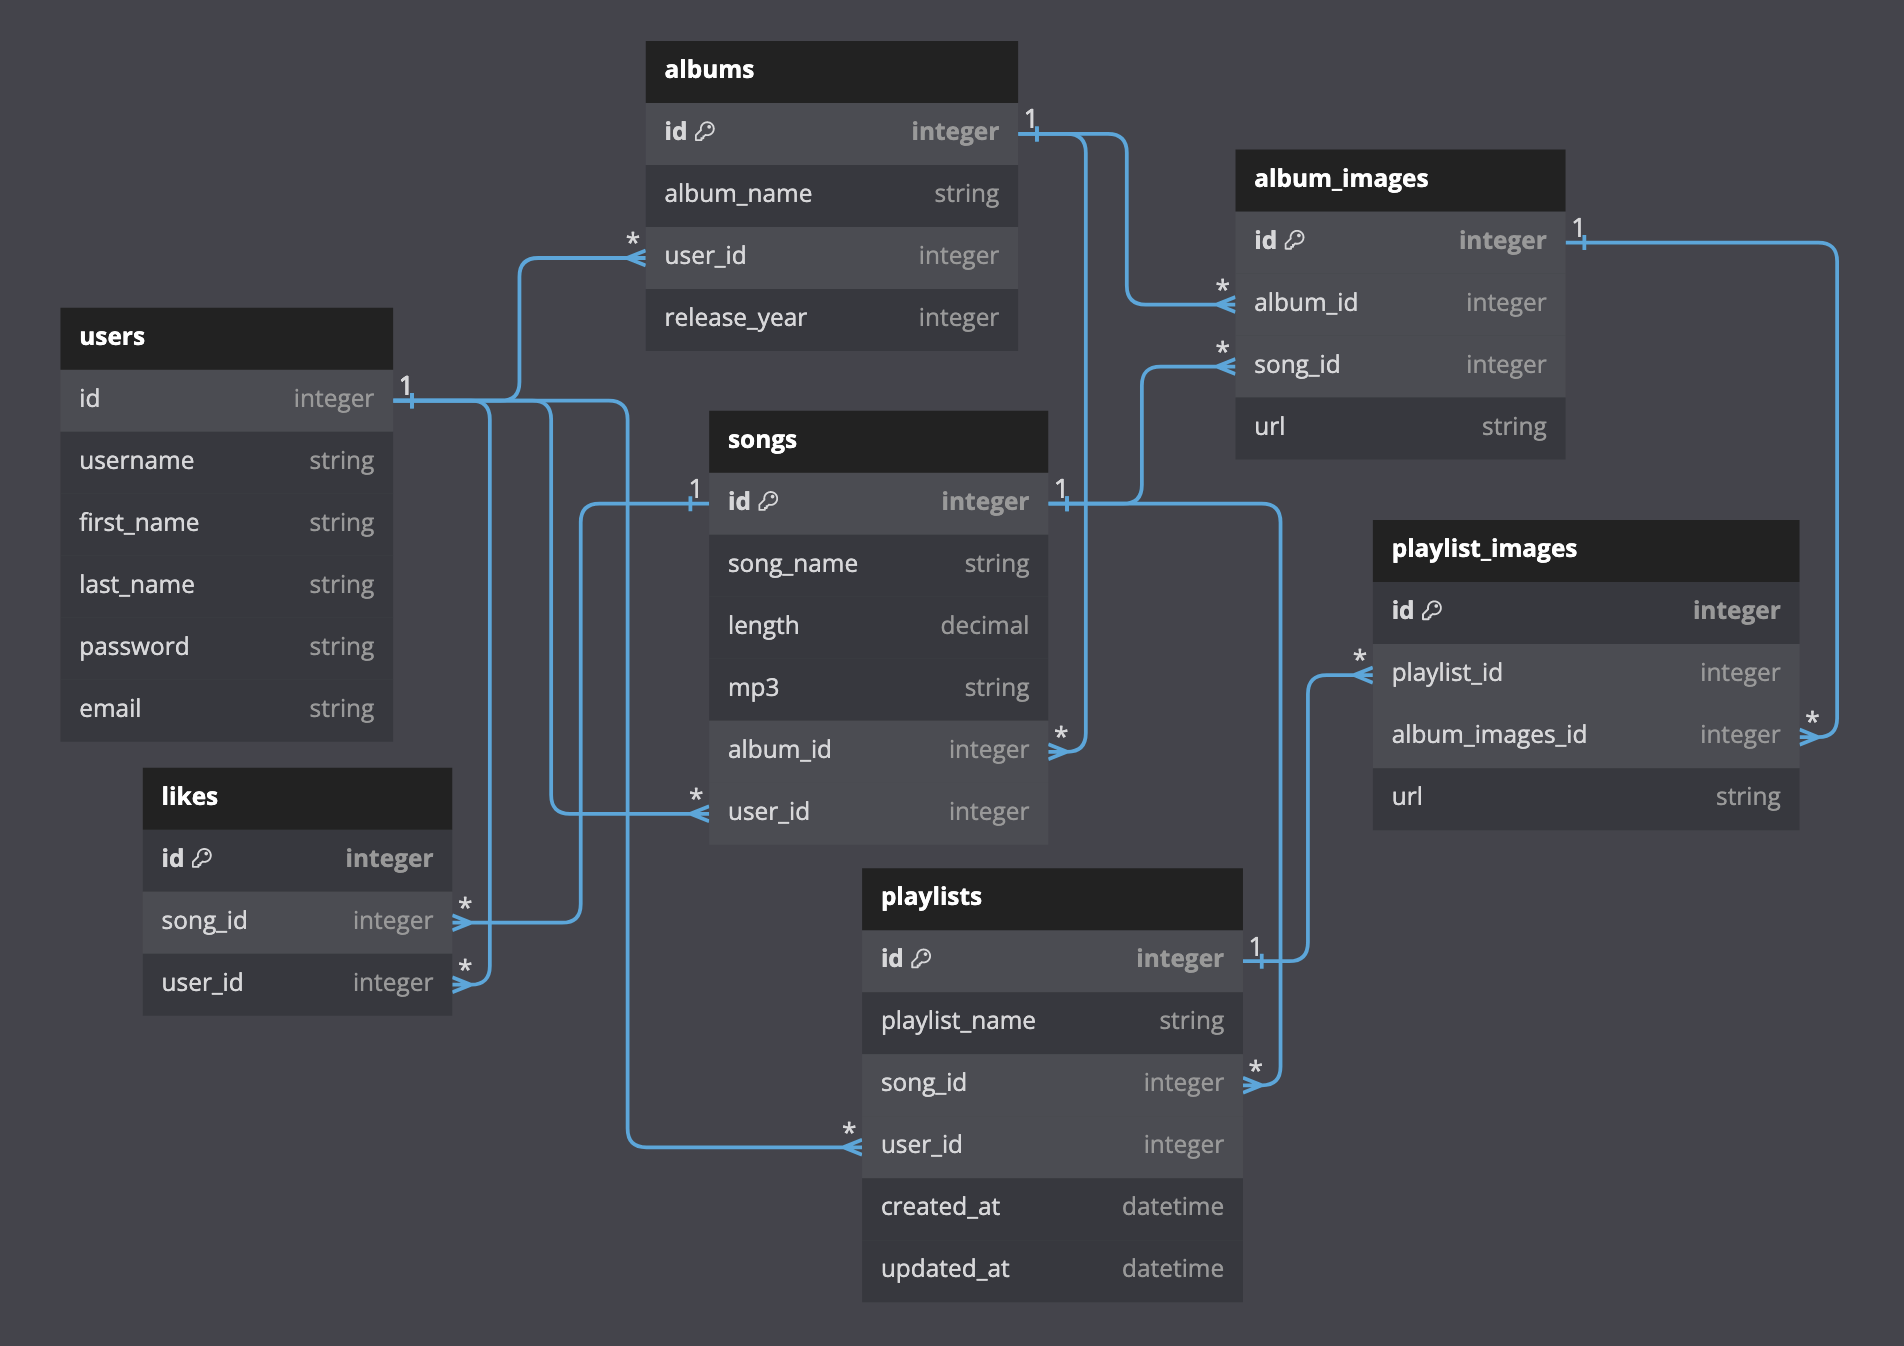 albums
id integer
album_name string
user_id integer
release_year integer
1
*
album_images
id integer
album_id integer
song_id integer
url string
1
*
*
users
id integer
username string
first_name string
last_name string
password string
email string
1
songs
id integer
song_name string
length decimal
mp3 string
album_id integer
user_id integer
1
1
*
*
playlist_images
id integer
playlist_id integer
album_images_id integer
url string
*
*
likes
id integer
song_id integer
user_id integer
*
*
playlists
id integer
playlist_name string
song_id integer
user_id integer
created_at datetime
updated_at datetime
1
*
*